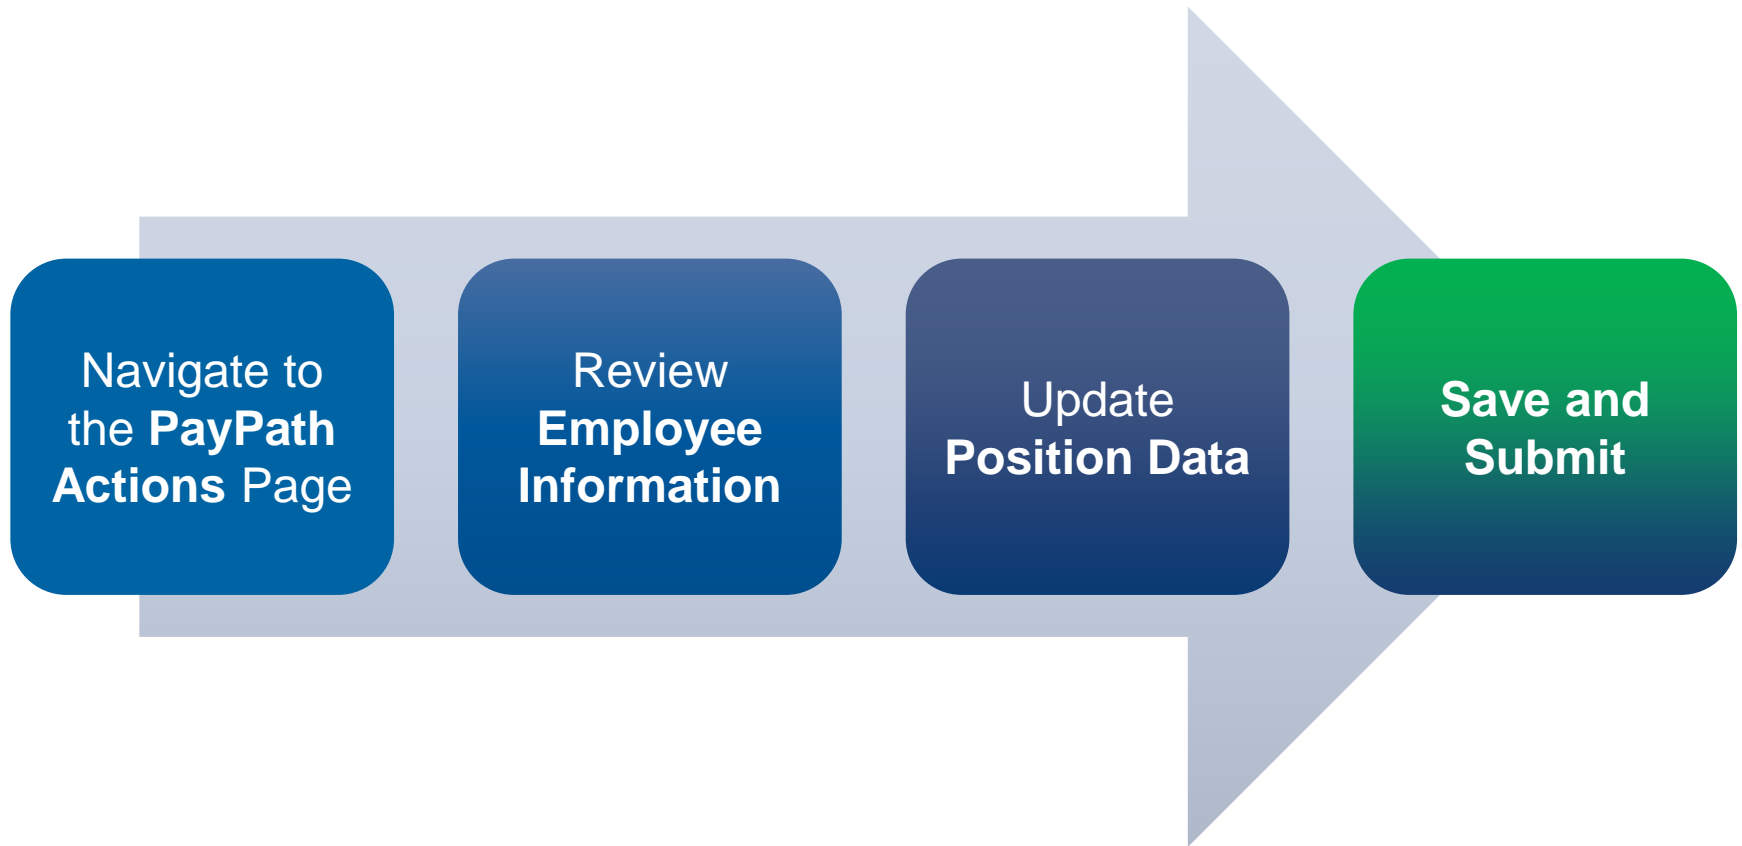 Navigate to
the PayPath
Actions Page
Review
Employee
Information
Update
Position Data
Save and
Submit